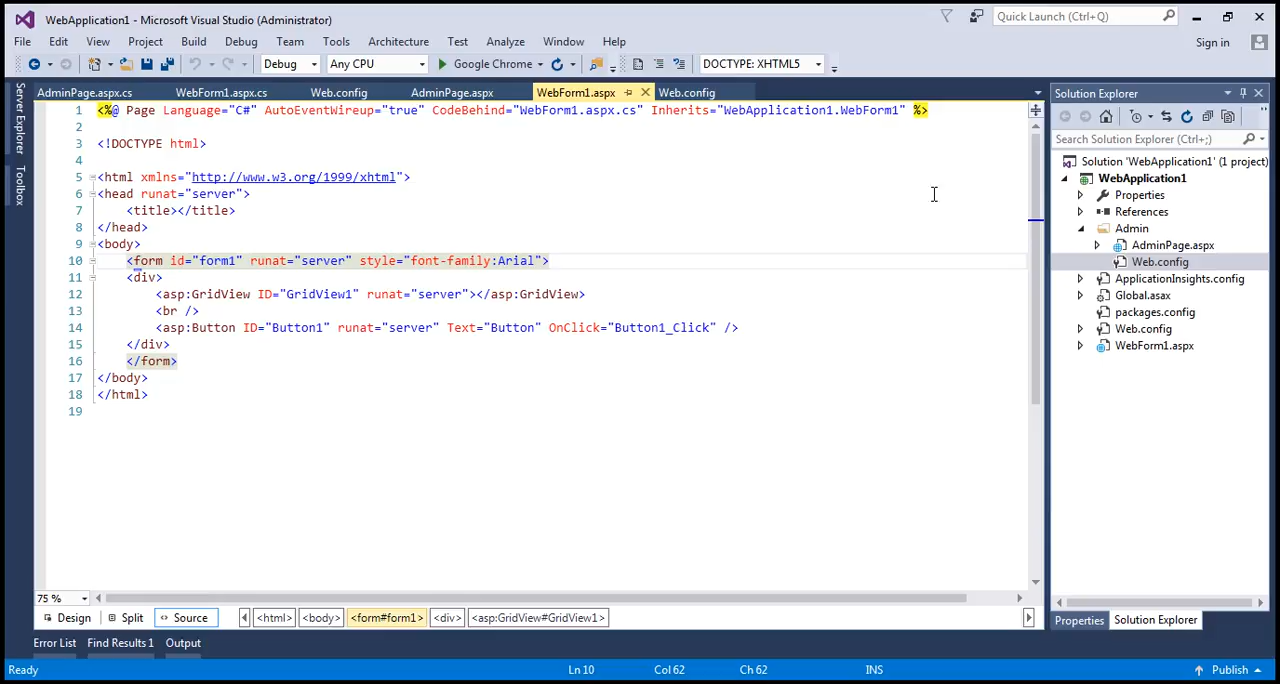 WebApplication1 - Microsoft Visual Studio (Administrator)
Quick Launch (Ctrl+Q)
File Edit View Project Build Debug Team Tools Architecture Test Analyze Window Help
Sign in
Debug Any CPU Google Chrome DOCTYPE: XHTML5
Server Explorer
Toolbox
AdminPage.aspx.cs WebForm1.aspx.cs Web.config AdminPage.aspx WebForm1.aspx Web.config
1 <%@ Page Language="C#" AutoEventWireup="true" CodeBehind="WebForm1.aspx.cs" Inherits="WebApplication1.WebForm1" %>
2
3 <!DOCTYPE html>
4
5 <html xmlns="http://www.w3.org/1999/xhtml">
6 <head runat="server">
7 <title></title>
8 </head>
9 <body>
10 <form id="form1" runat="server" style="font-family:Arial">
11 <div>
12 <asp:GridView ID="GridView1" runat="server"></asp:GridView>
13 <br />
14 <asp:Button ID="Button1" runat="server" Text="Button" OnClick="Button1_Click" />
15 </div>
16 </form>
17 </body>
18 </html>
19
75 %
Design Split Source <html> <body> <form#form1> <div> <asp:GridView#GridView1>
Error List Find Results 1 Output
Ready Ln 10 Col 62 Ch 62 INS Publish
Solution Explorer
Search Solution Explorer (Ctrl+;)
Solution 'WebApplication1' (1 project)
WebApplication1
Properties
References
Admin
AdminPage.aspx
Web.config
ApplicationInsights.config
Global.asax
packages.config
Web.config
WebForm1.aspx
Properties Solution Explorer